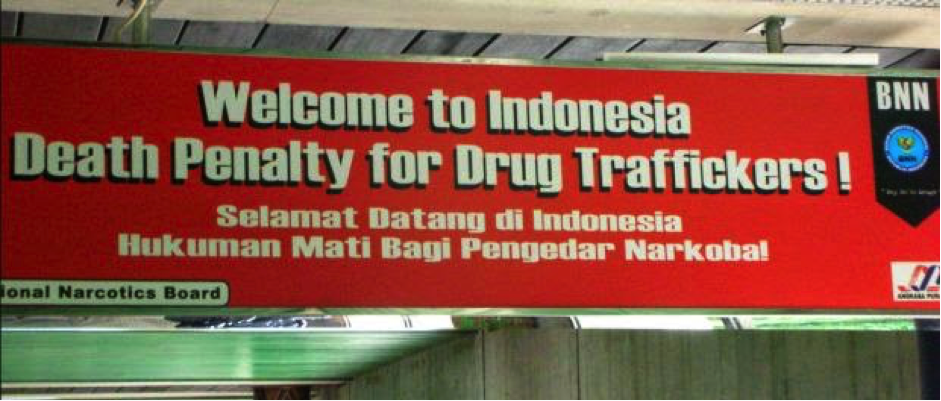 Welcome to Indonesia
Death Penalty for Drug Traffickers !
Selamat Datang di Indonesia
Hukuman Mati Bagi Pengedar Narkoba!
ional Narcotics Board
BNN